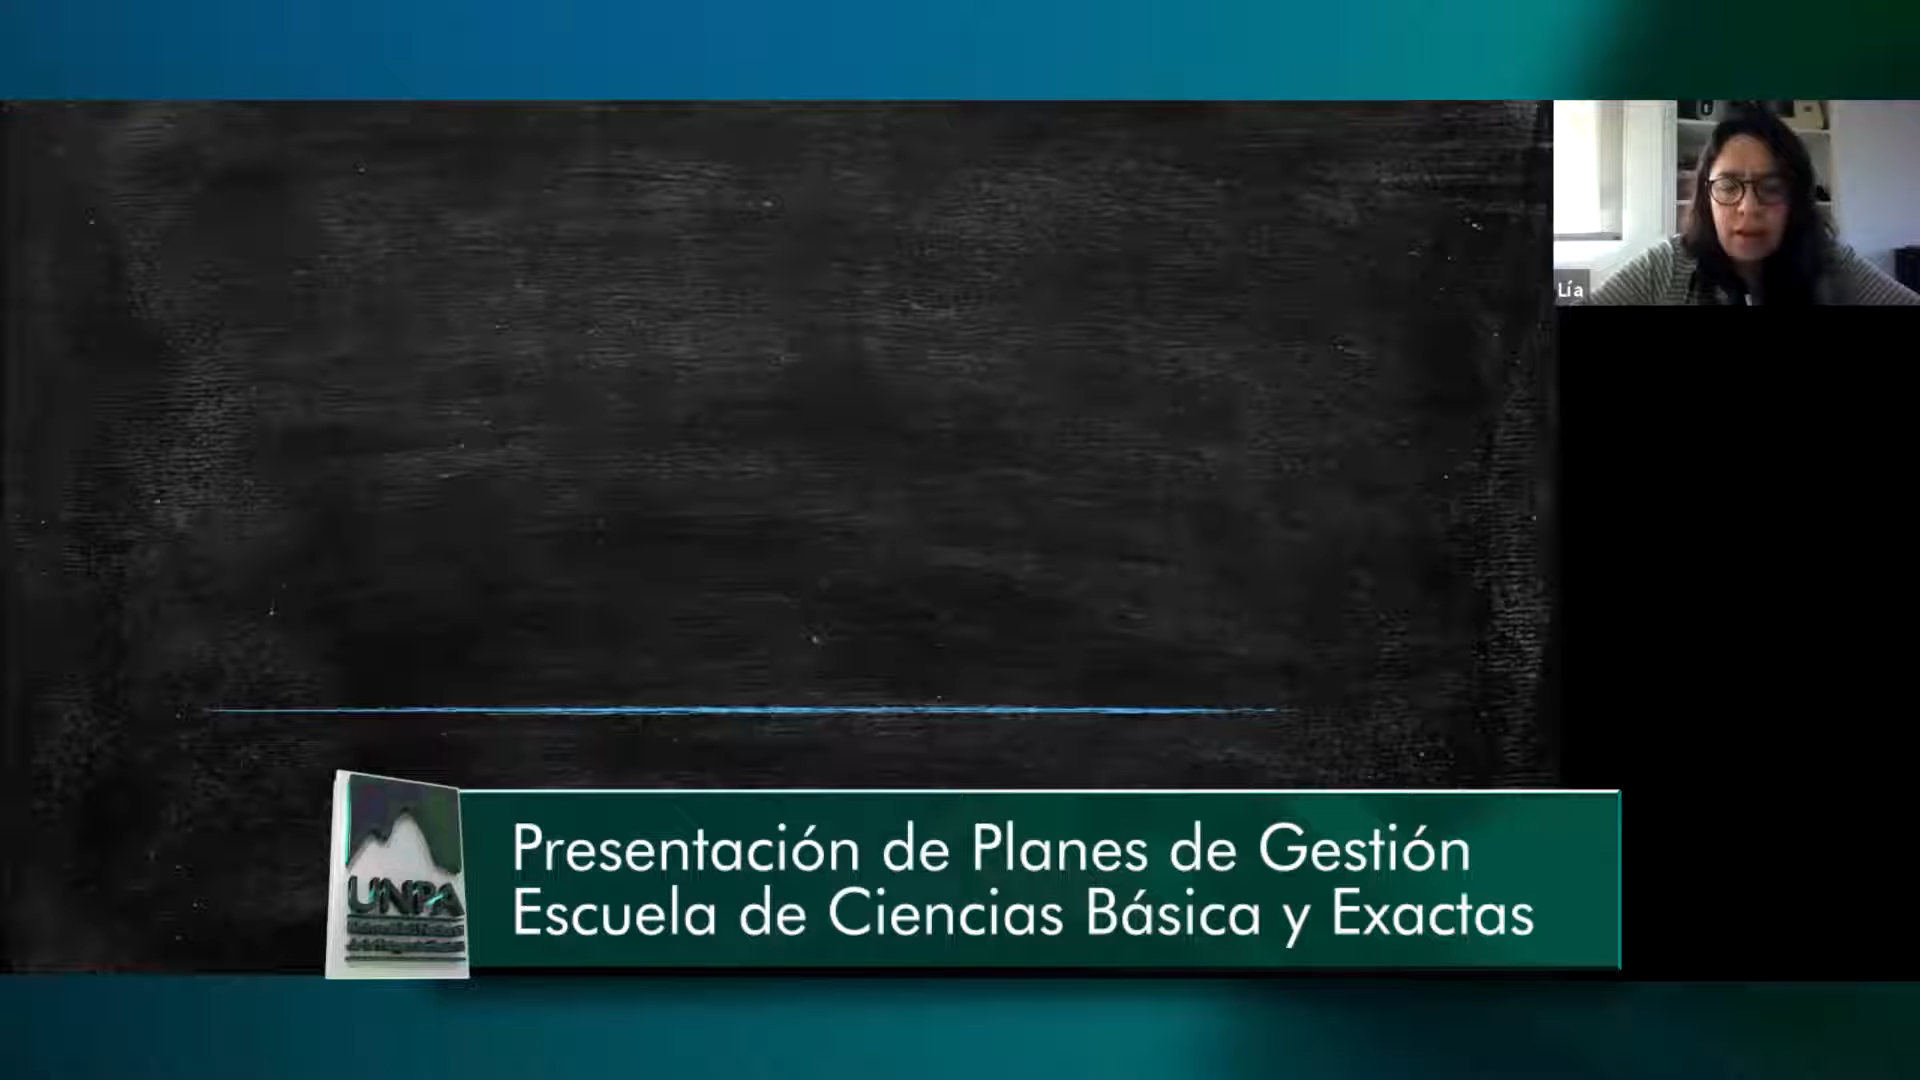 Lía
Presentación de Planes de Gestión
Escuela de Ciencias Básica y Exactas
UNPA